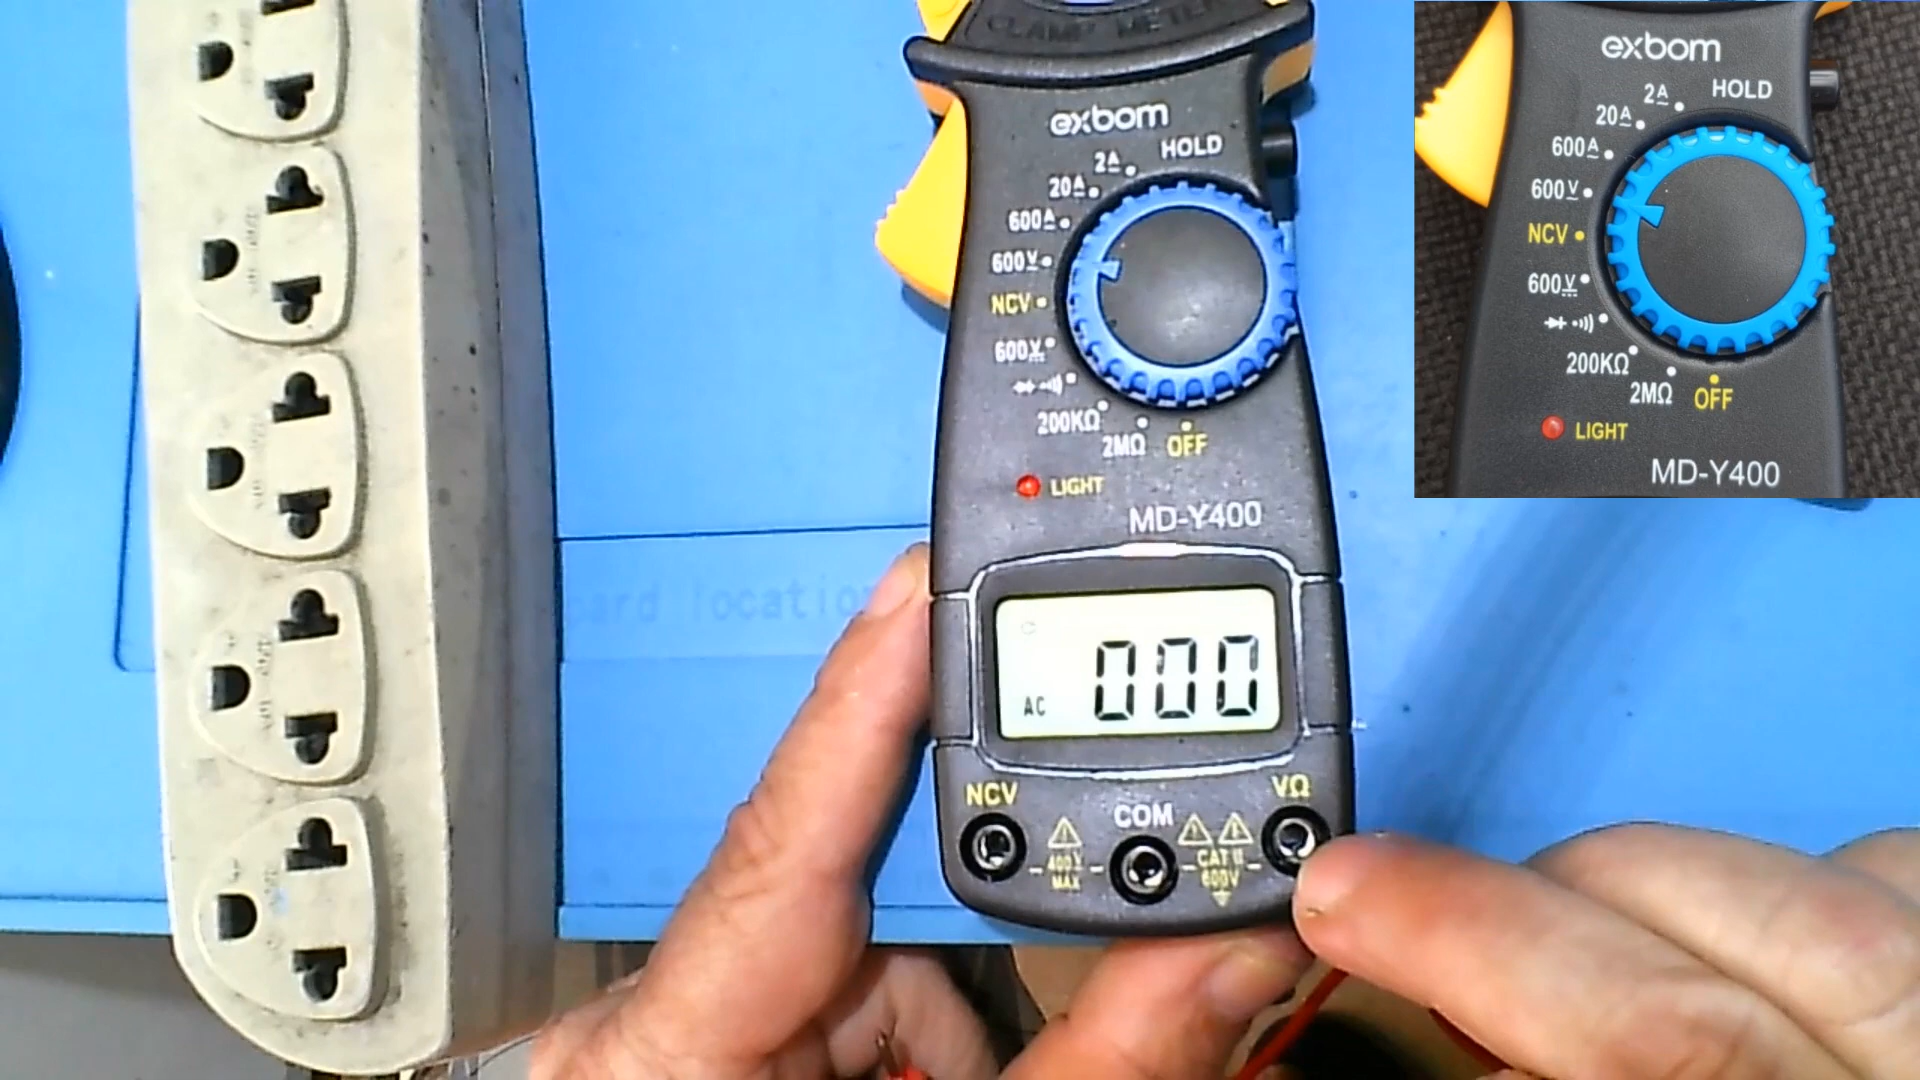 CLAMP METER
exbom
HOLD
2A
20A
600A
600V
NCV
600V
200KΩ
2MΩ
OFF
LIGHT
MD-Y400
AC 000
NCV
COM
VΩ
MAX
CAT II
600V
ard locatio
exbom
HOLD
2A
20A
600A
600V
NCV
600V
200KΩ
2MΩ
OFF
LIGHT
MD-Y400